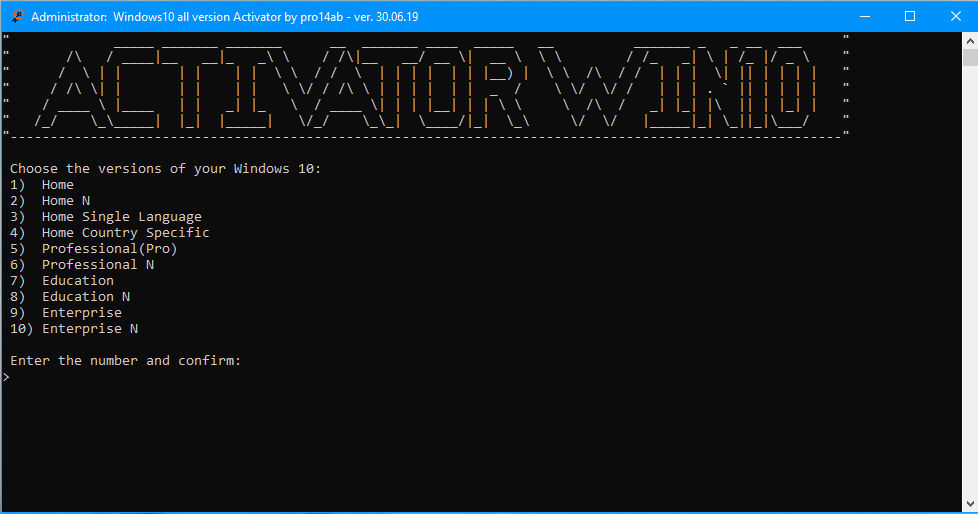 Administrator:  Windows10 all version Activator by pro14ab - ver. 30.06.19
ACTIVATOR WIN10
Choose the versions of your Windows 10:
1)  Home
2)  Home N
3)  Home Single Language
4)  Home Country Specific
5)  Professional(Pro)
6)  Professional N
7)  Education
8)  Education N
9)  Enterprise
10) Enterprise N
Enter the number and confirm:
>